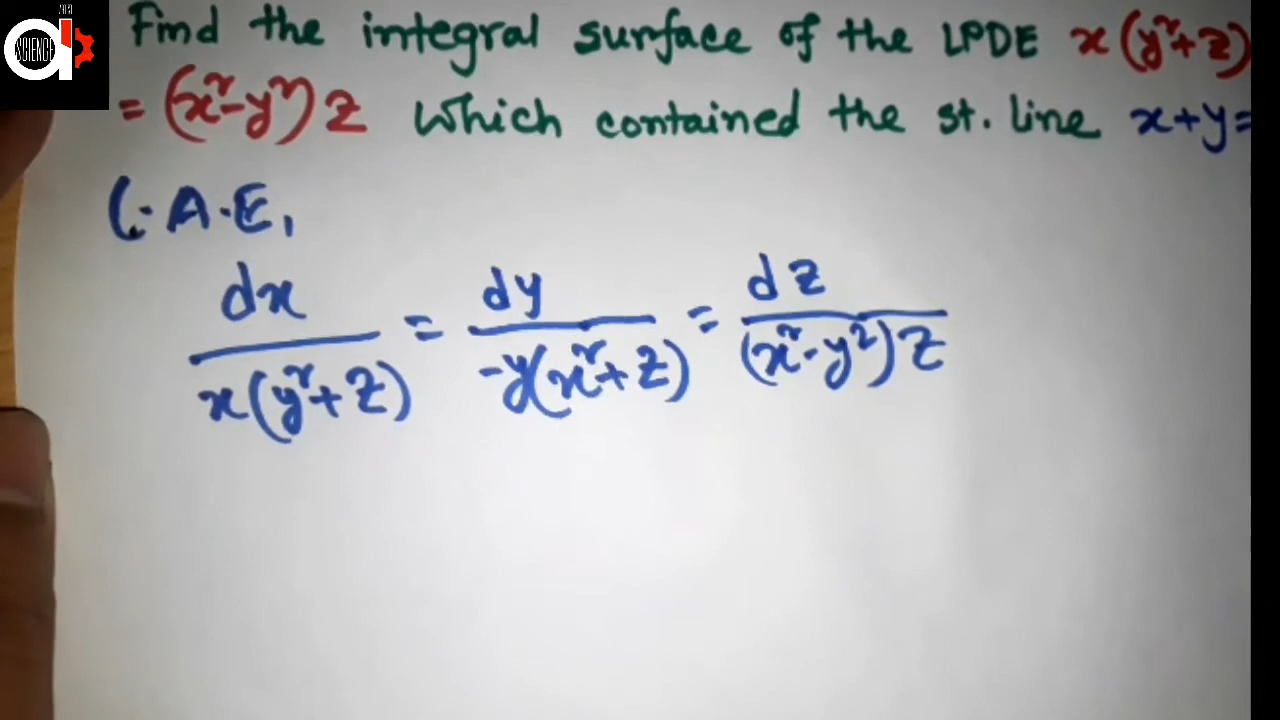 SCIENCE
Find the integral surface of the LPDE x(y²+z)
= (x²-y²)z which contained the st. line x+y=
(- A.E,
dx/x(y²+z) = dy/-y(x²+z) = dz/(x²-y²)z